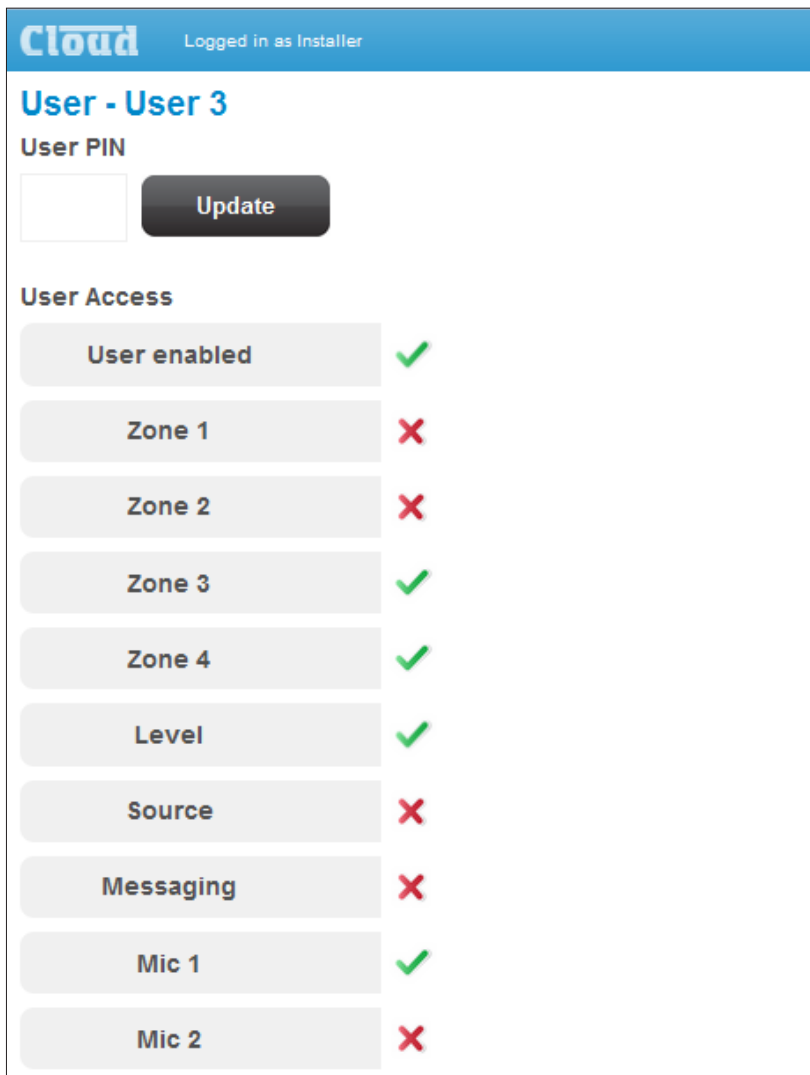 Cloud
Logged in as Installer
User - User 3
User PIN
Update
User Access
User enabled
Zone 1
Zone 2
Zone 3
Zone 4
Level
Source
Messaging
Mic 1
Mic 2